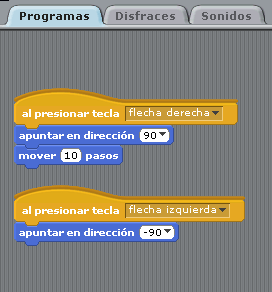 Programas Disfraces Sonidos
al presionar tecla flecha derecha
apuntar en dirección 90
mover 10 pasos
al presionar tecla flecha izquierda
apuntar en dirección -90